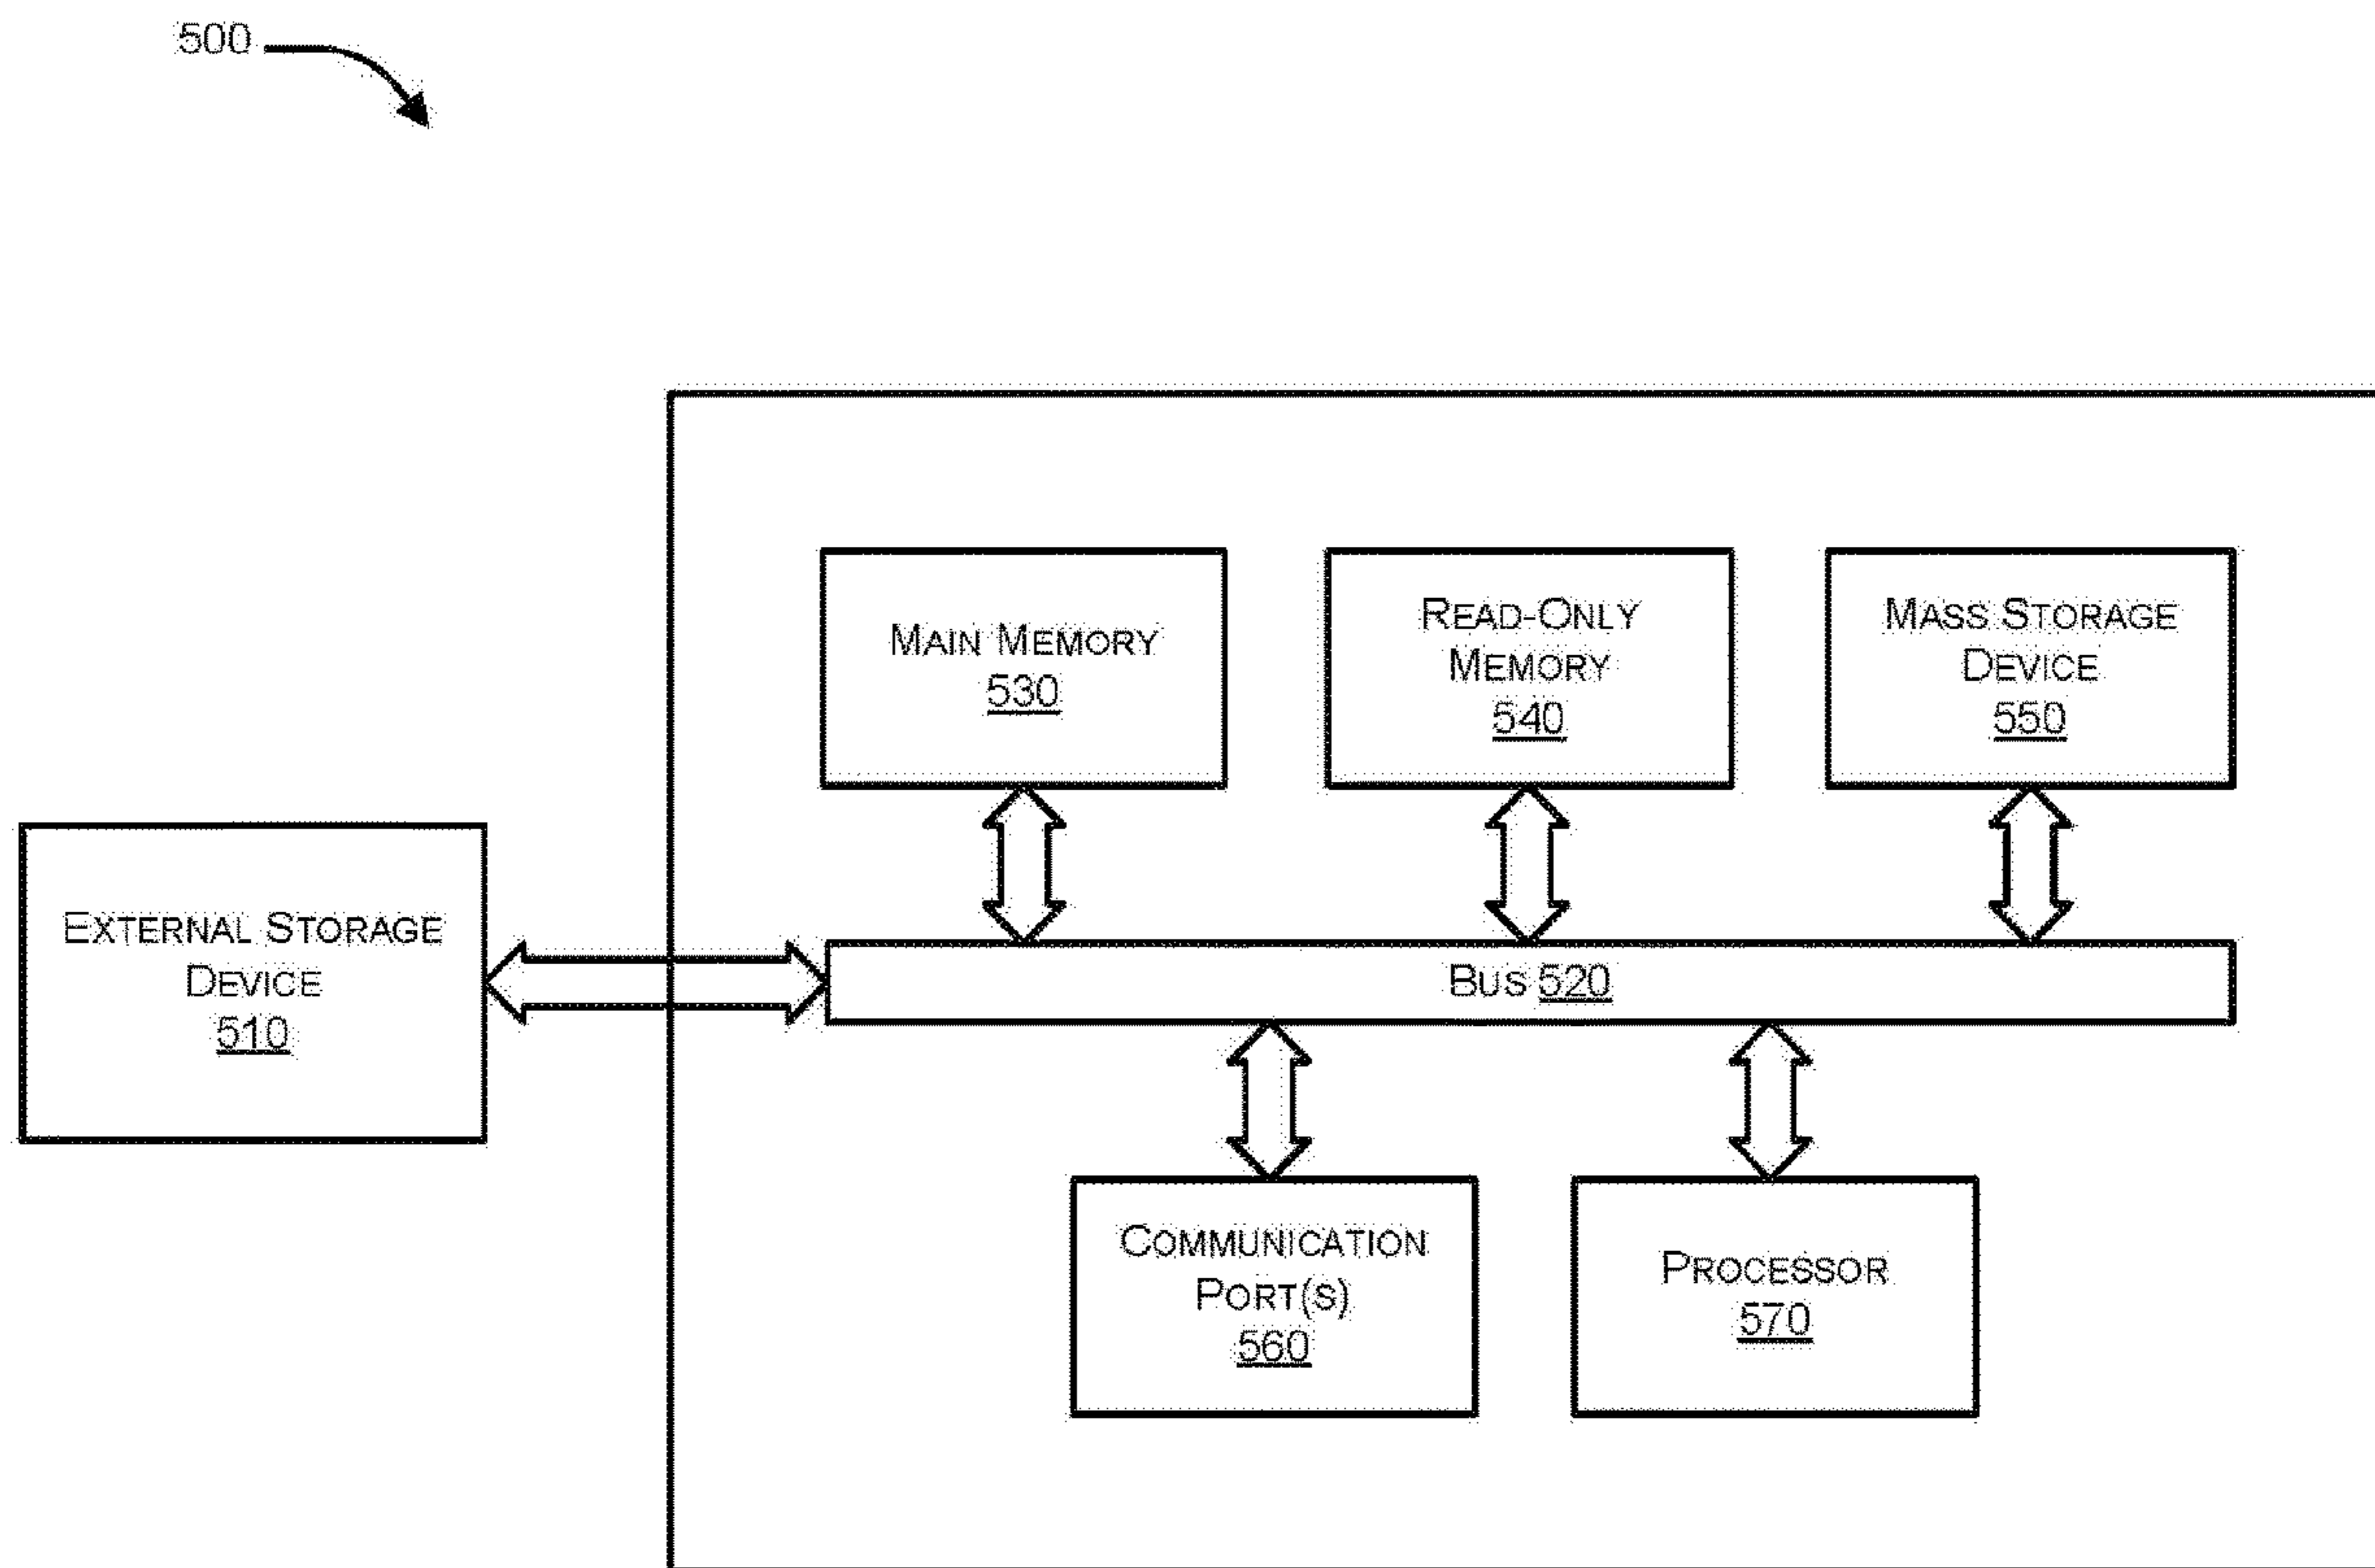 500
MAIN MEMORY
530
READ-ONLY
MEMORY
540
MASS STORAGE
DEVICE
550
EXTERNAL STORAGE
DEVICE
510
BUS 520
COMMUNICATION
PORT(S)
560
PROCESSOR
570